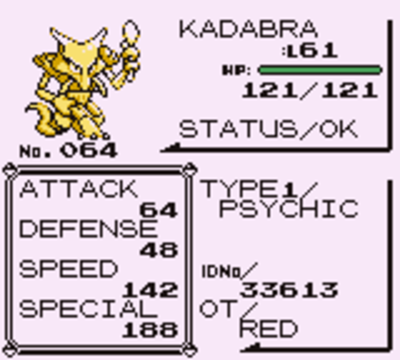 KADABRA
:L61
HP:
121/121
STATUS/OK
No.064
ATTACK
64
DEFENSE
48
SPEED
142
SPECIAL
188
TYPE1/
PSYCHIC
IDNo/
33613
OT/
RED